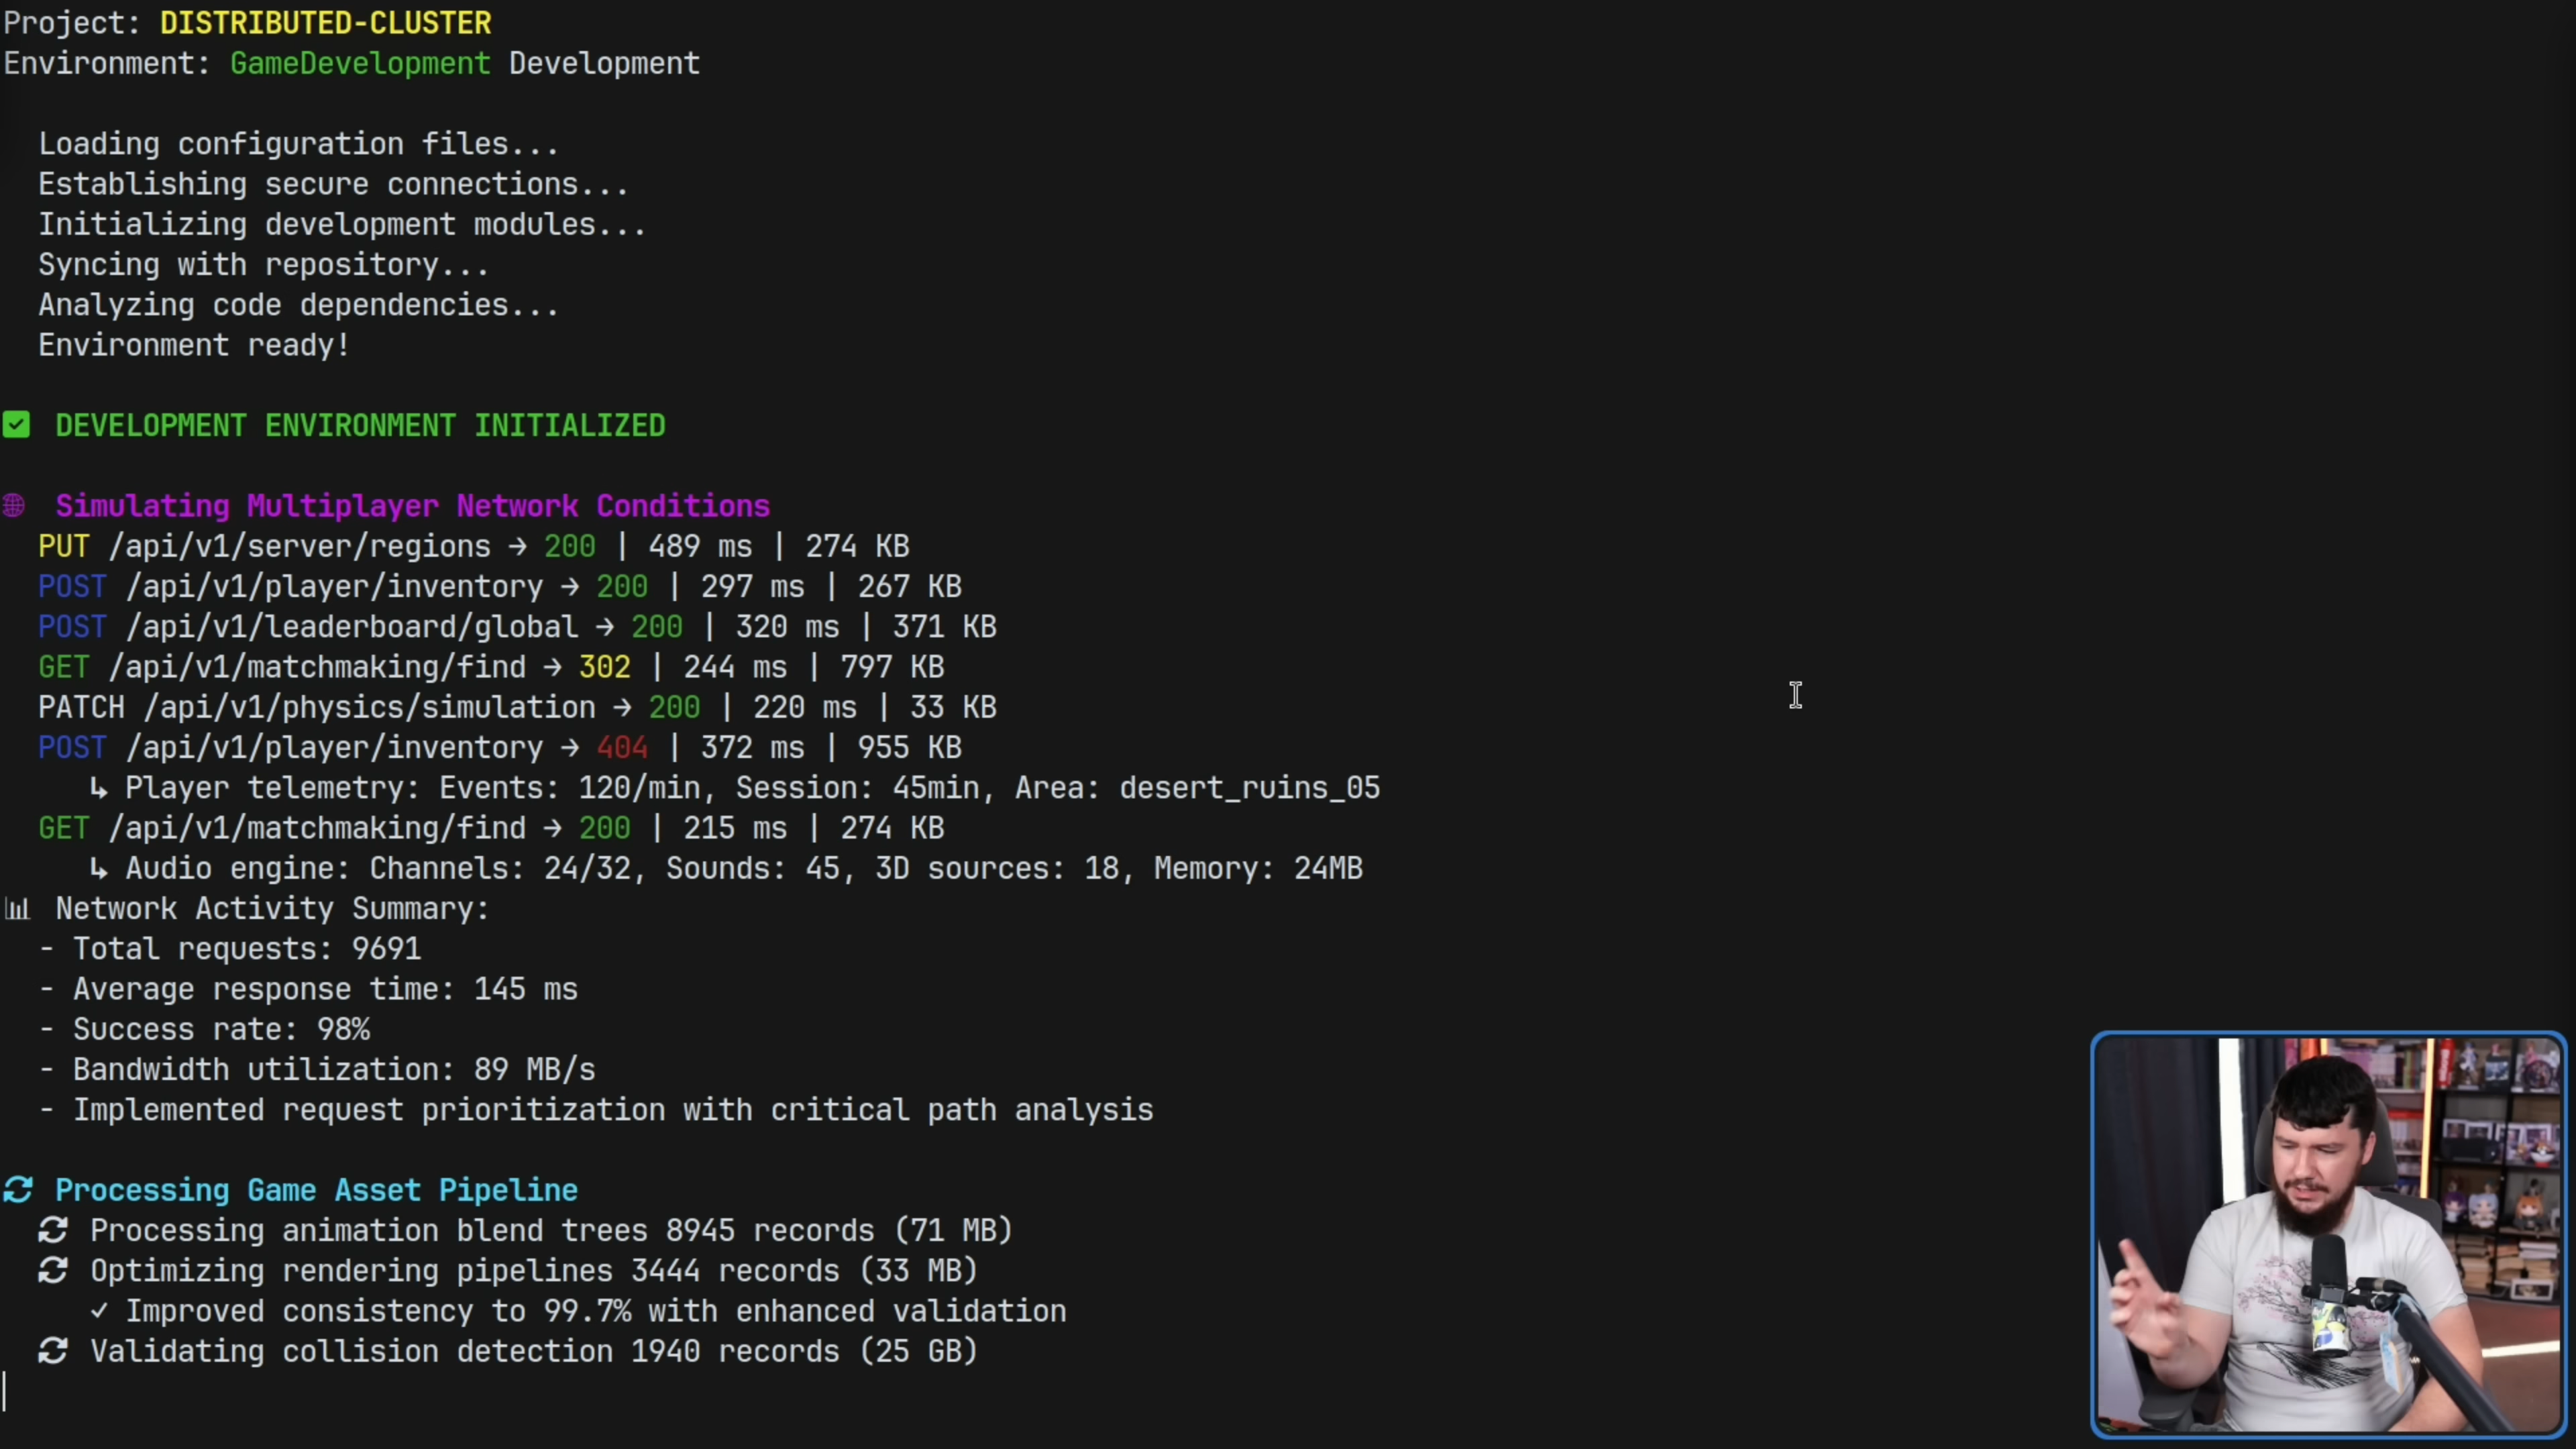 Project: DISTRIBUTED-CLUSTER
Environment: GameDevelopment Development
Loading configuration files...
Establishing secure connections...
Initializing development modules...
Syncing with repository...
Analyzing code dependencies...
Environment ready!
DEVELOPMENT ENVIRONMENT INITIALIZED
Simulating Multiplayer Network Conditions
PUT /api/v1/server/regions → 200 | 489 ms | 274 KB
POST /api/v1/player/inventory → 200 | 297 ms | 267 KB
POST /api/v1/leaderboard/global → 200 | 320 ms | 371 KB
GET /api/v1/matchmaking/find → 302 | 244 ms | 797 KB
PATCH /api/v1/physics/simulation → 200 | 220 ms | 33 KB
POST /api/v1/player/inventory → 404 | 372 ms | 955 KB
↳ Player telemetry: Events: 120/min, Session: 45min, Area: desert_ruins_05
GET /api/v1/matchmaking/find → 200 | 215 ms | 274 KB
↳ Audio engine: Channels: 24/32, Sounds: 45, 3D sources: 18, Memory: 24MB
Network Activity Summary:
- Total requests: 9691
- Average response time: 145 ms
- Success rate: 98%
- Bandwidth utilization: 89 MB/s
- Implemented request prioritization with critical path analysis
Processing Game Asset Pipeline
Processing animation blend trees 8945 records (71 MB)
Optimizing rendering pipelines 3444 records (33 MB)
✓ Improved consistency to 99.7% with enhanced validation
Validating collision detection 1940 records (25 GB)